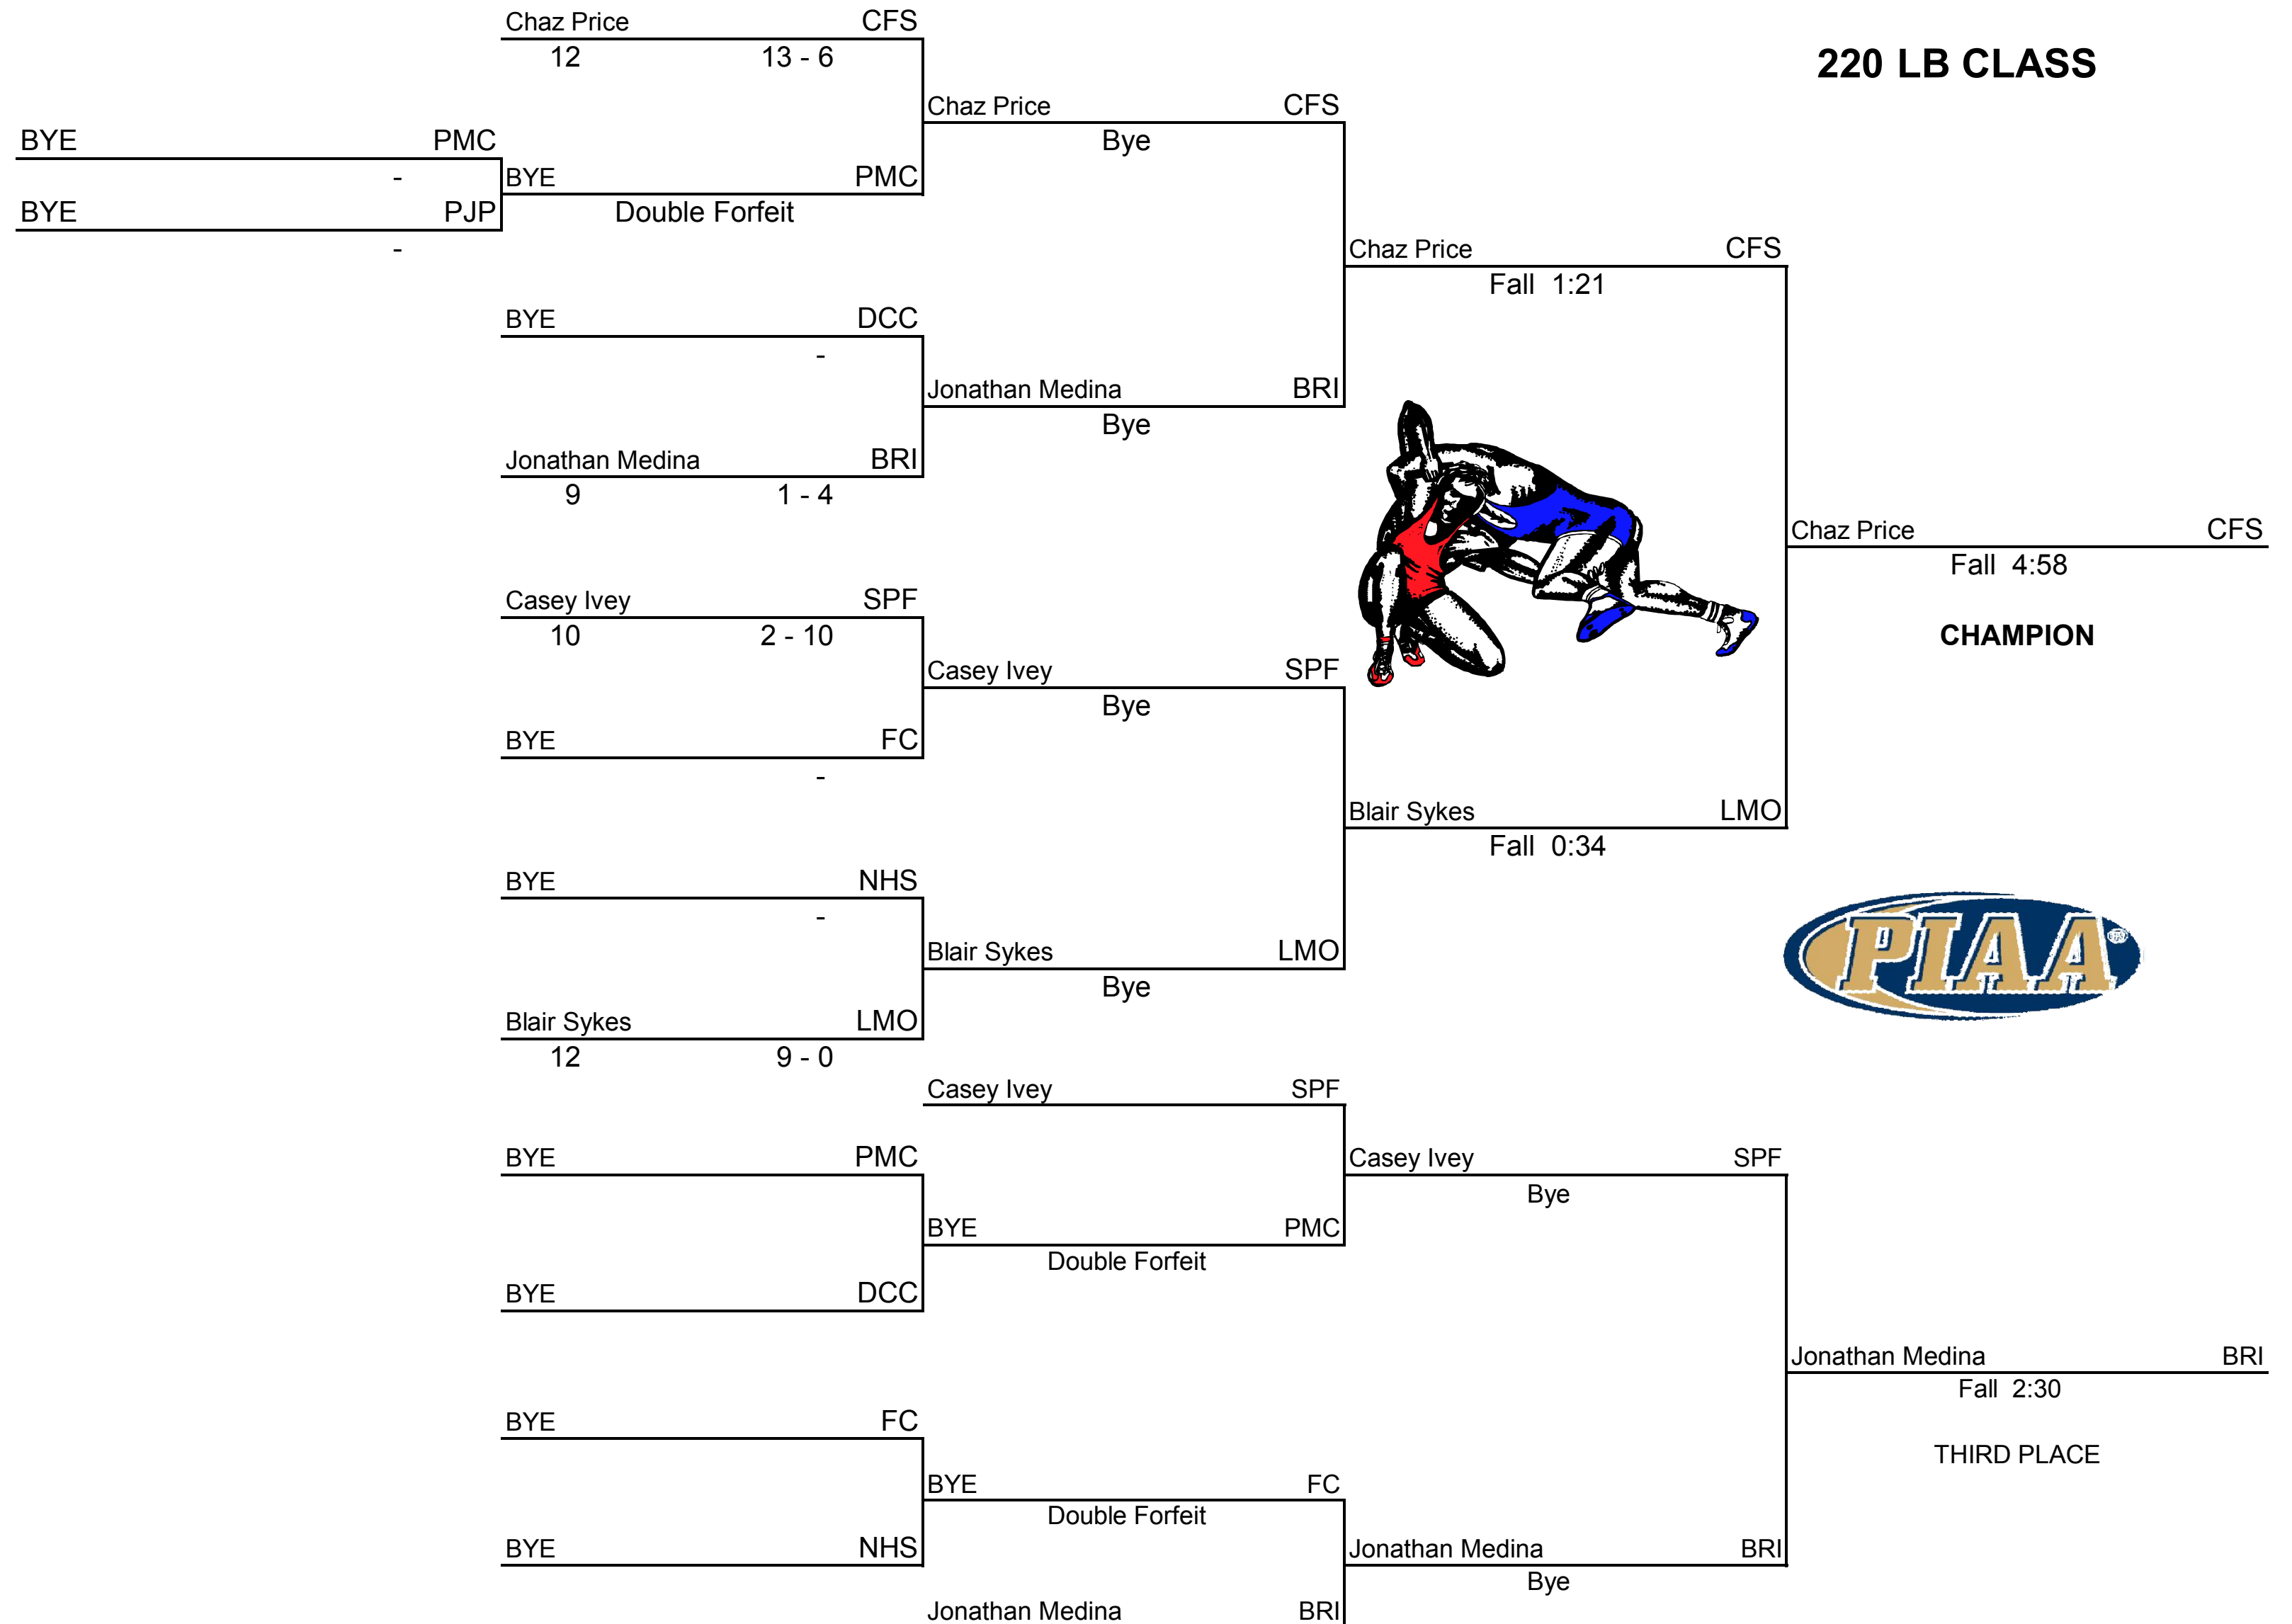 Chaz Price CFS
12 13 - 6
220 LB CLASS
Chaz Price CFS
Bye
BYE PMC
-
BYE PMC
Double Forfeit
BYE PJP
-
Chaz Price CFS
Fall 1:21
BYE DCC
-
Jonathan Medina BRI
Bye
Jonathan Medina BRI
9 1 - 4
Chaz Price CFS
Fall 4:58
CHAMPION
Casey Ivey SPF
10 2 - 10
Casey Ivey SPF
Bye
BYE FC
-
Blair Sykes LMO
Fall 0:34
BYE NHS
-
PIAA
Blair Sykes LMO
Bye
Blair Sykes LMO
12 9 - 0
Casey Ivey SPF
BYE PMC
Casey Ivey SPF
Bye
BYE PMC
Double Forfeit
BYE DCC
Jonathan Medina BRI
Fall 2:30
THIRD PLACE
BYE FC
BYE FC
Double Forfeit
BYE NHS
Jonathan Medina BRI
Bye
Jonathan Medina BRI